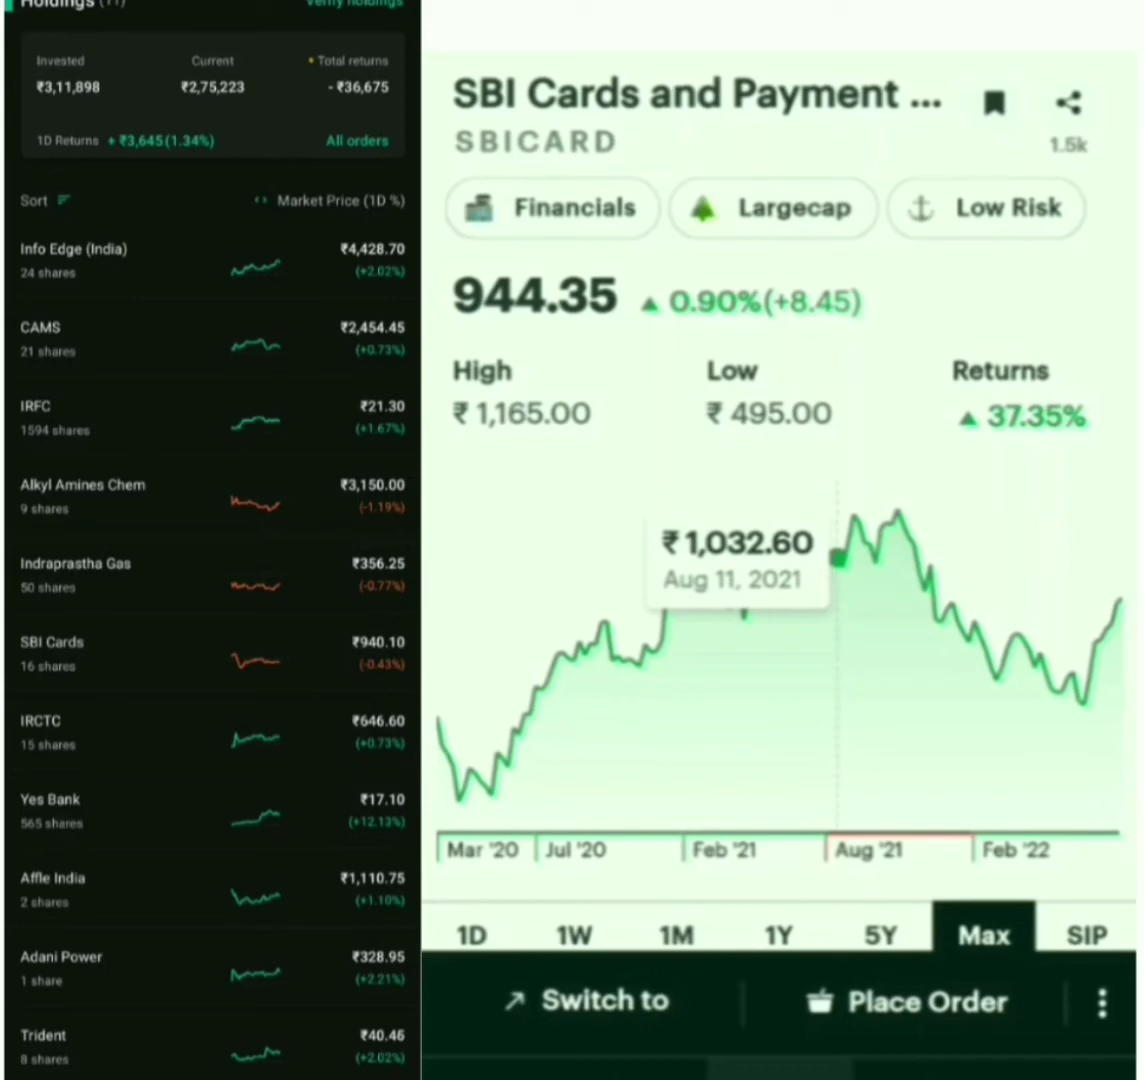 Holdings (11) Verify holdings
Invested Current Total returns
₹3,11,898 ₹2,75,223 - ₹36,675
1D Returns + ₹3,645(1.34%) All orders
Sort Market Price (1D %)
Info Edge (India) ₹4,428.70
24 shares (+2.02%)
CAMS ₹2,454.45
21 shares (+0.73%)
IRFC ₹21.30
1594 shares (+1.67%)
Alkyl Amines Chem ₹3,150.00
9 shares (-1.19%)
Indraprastha Gas ₹356.25
50 shares (-0.77%)
SBI Cards ₹940.10
16 shares (-0.43%)
IRCTC ₹646.60
15 shares (+0.73%)
Yes Bank ₹17.10
565 shares (+12.13%)
Affle India ₹1,110.75
2 shares (+1.10%)
Adani Power ₹328.95
1 share (+2.21%)
Trident ₹40.46
8 shares (+2.02%)
SBI Cards and Payment ...
SBICARD 1.5k
Financials Largecap Low Risk
944.35 ▲ 0.90%(+8.45)
High Low Returns
₹ 1,165.00 ₹ 495.00 ▲ 37.35%
₹ 1,032.60
Aug 11, 2021
Mar '20 Jul '20 Feb '21 Aug '21 Feb '22
1D 1W 1M 1Y 5Y Max SIP
Switch to Place Order